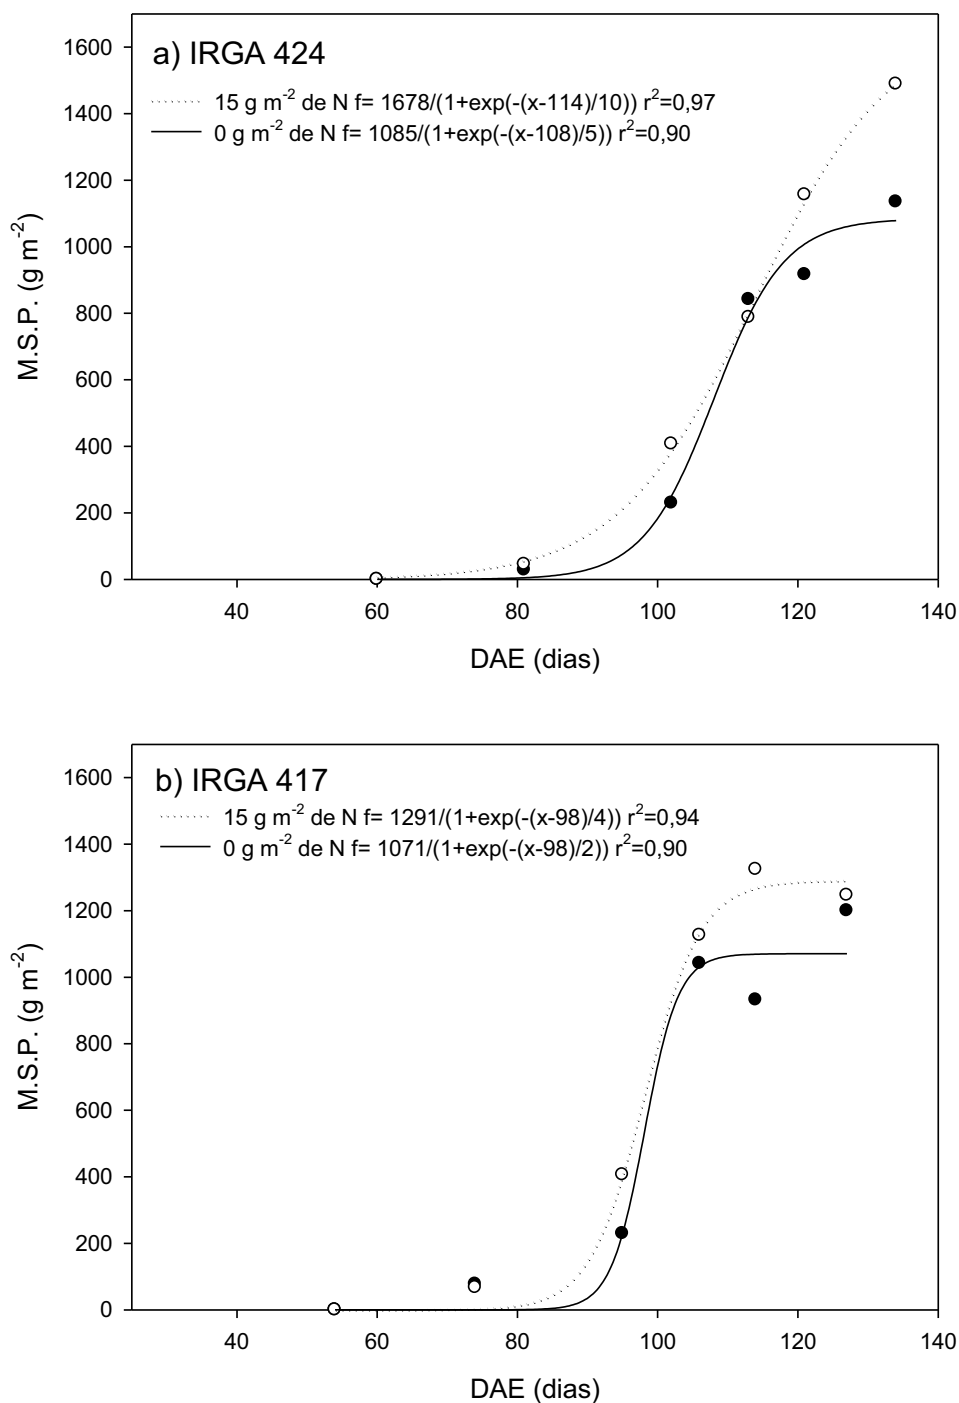 a) IRGA 424
15 g m-2 de N f= 1678/(1+exp(-(x-114)/10)) r2=0,97
0 g m-2 de N f= 1085/(1+exp(-(x-108)/5)) r2=0,90
M.S.P. (g m-2)
1600
1400
1200
1000
800
600
400
200
0
40 60 80 100 120 140
DAE (dias)
b) IRGA 417
15 g m-2 de N f= 1291/(1+exp(-(x-98)/4)) r2=0,94
0 g m-2 de N f= 1071/(1+exp(-(x-98)/2)) r2=0,90
M.S.P. (g m-2)
1600
1400
1200
1000
800
600
400
200
0
40 60 80 100 120 140
DAE (dias)